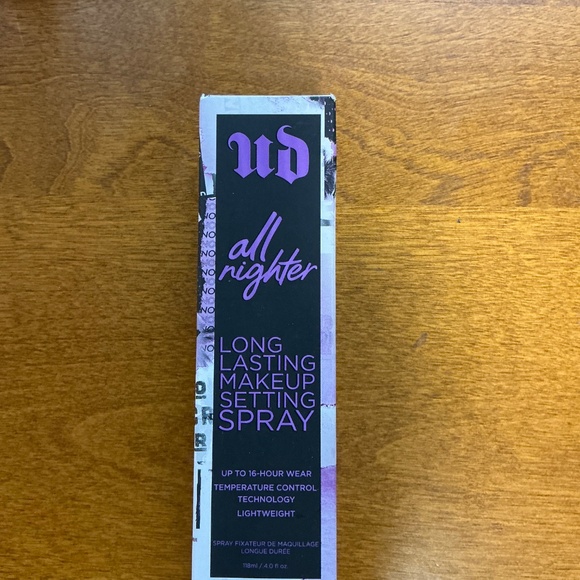 UD
all
nighter
LONG
LASTING
MAKEUP
SETTING
SPRAY
UP TO 16-HOUR WEAR
TEMPERATURE CONTROL
TECHNOLOGY
LIGHTWEIGHT
SPRAY FIXATEUR DE MAQUILLAGE
LONGUE DURÉE
118ml / 4.0 fl oz